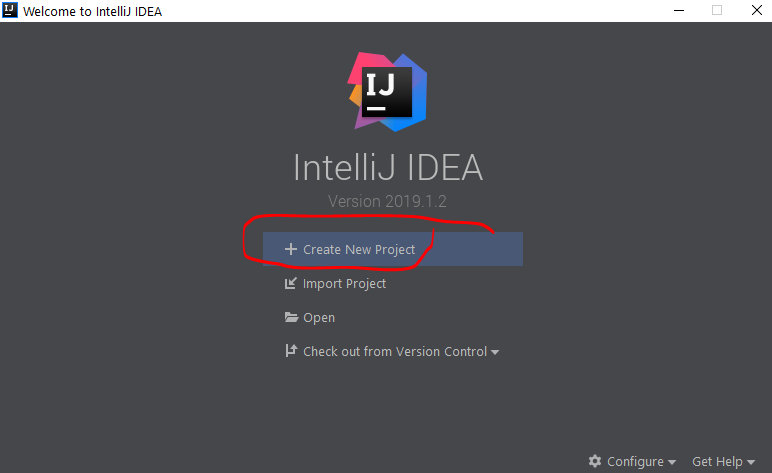 IJ Welcome to IntelliJ IDEA
IJ
IntelliJ IDEA
Version 2019.1.2
Create New Project
Import Project
Open
Check out from Version Control
Configure Get Help